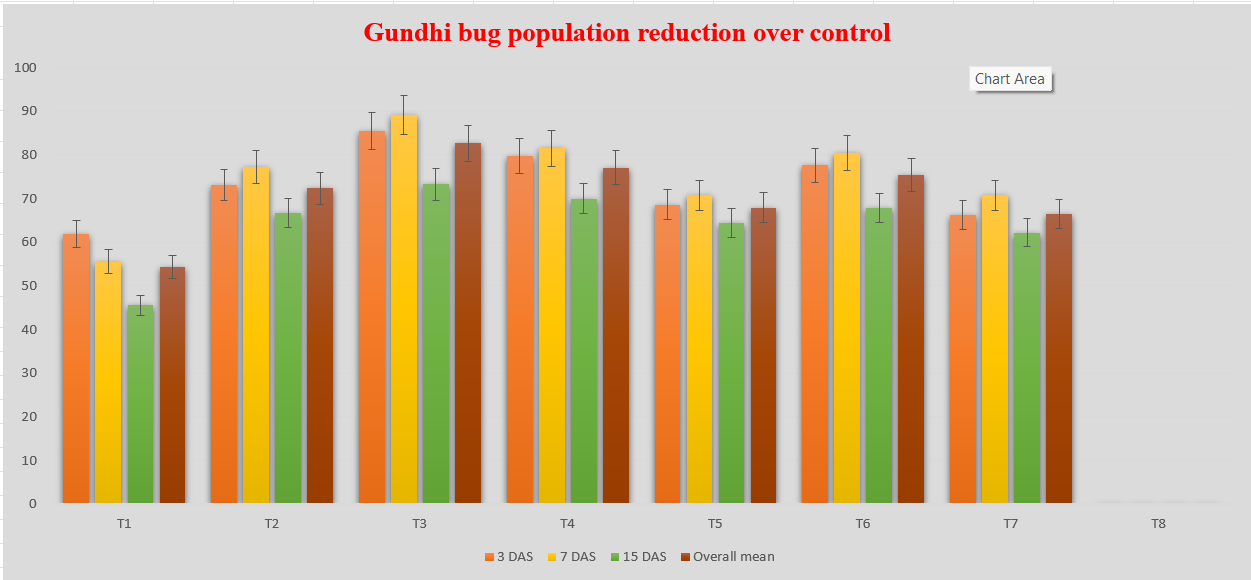 Gundhi bug population reduction over control
Chart Area
100
90
80
70
60
50
40
30
20
10
0
T1 T2 T3 T4 T5 T6 T7 T8
3 DAS 7 DAS 15 DAS Overall mean